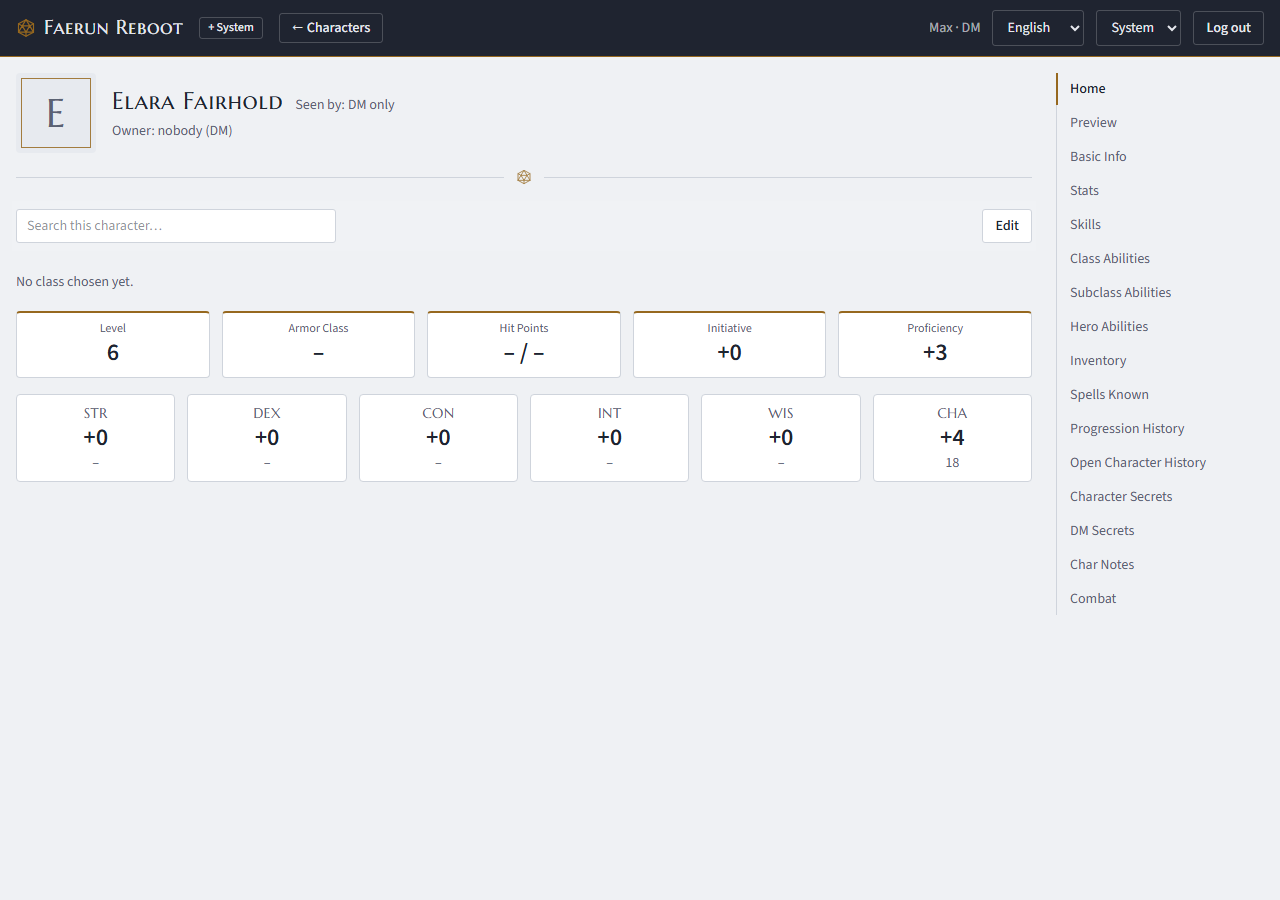 Faerun Reboot
+ System
← Characters
Max · DM
English
System
Log out
E
Elara Fairhold Seen by: DM only
Owner: nobody (DM)
Search this character…
Edit
No class chosen yet.
Level
6
Armor Class
–
Hit Points
– / –
Initiative
+0
Proficiency
+3
STR
+0
–
DEX
+0
–
CON
+0
–
INT
+0
–
WIS
+0
–
CHA
+4
18
Home
Preview
Basic Info
Stats
Skills
Class Abilities
Subclass Abilities
Hero Abilities
Inventory
Spells Known
Progression History
Open Character History
Character Secrets
DM Secrets
Char Notes
Combat